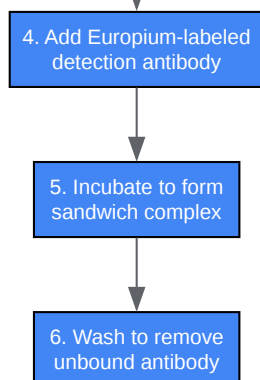 4. Add Europium-labeled
detection antibody
5. Incubate to form
sandwich complex
6. Wash to remove
unbound antibody